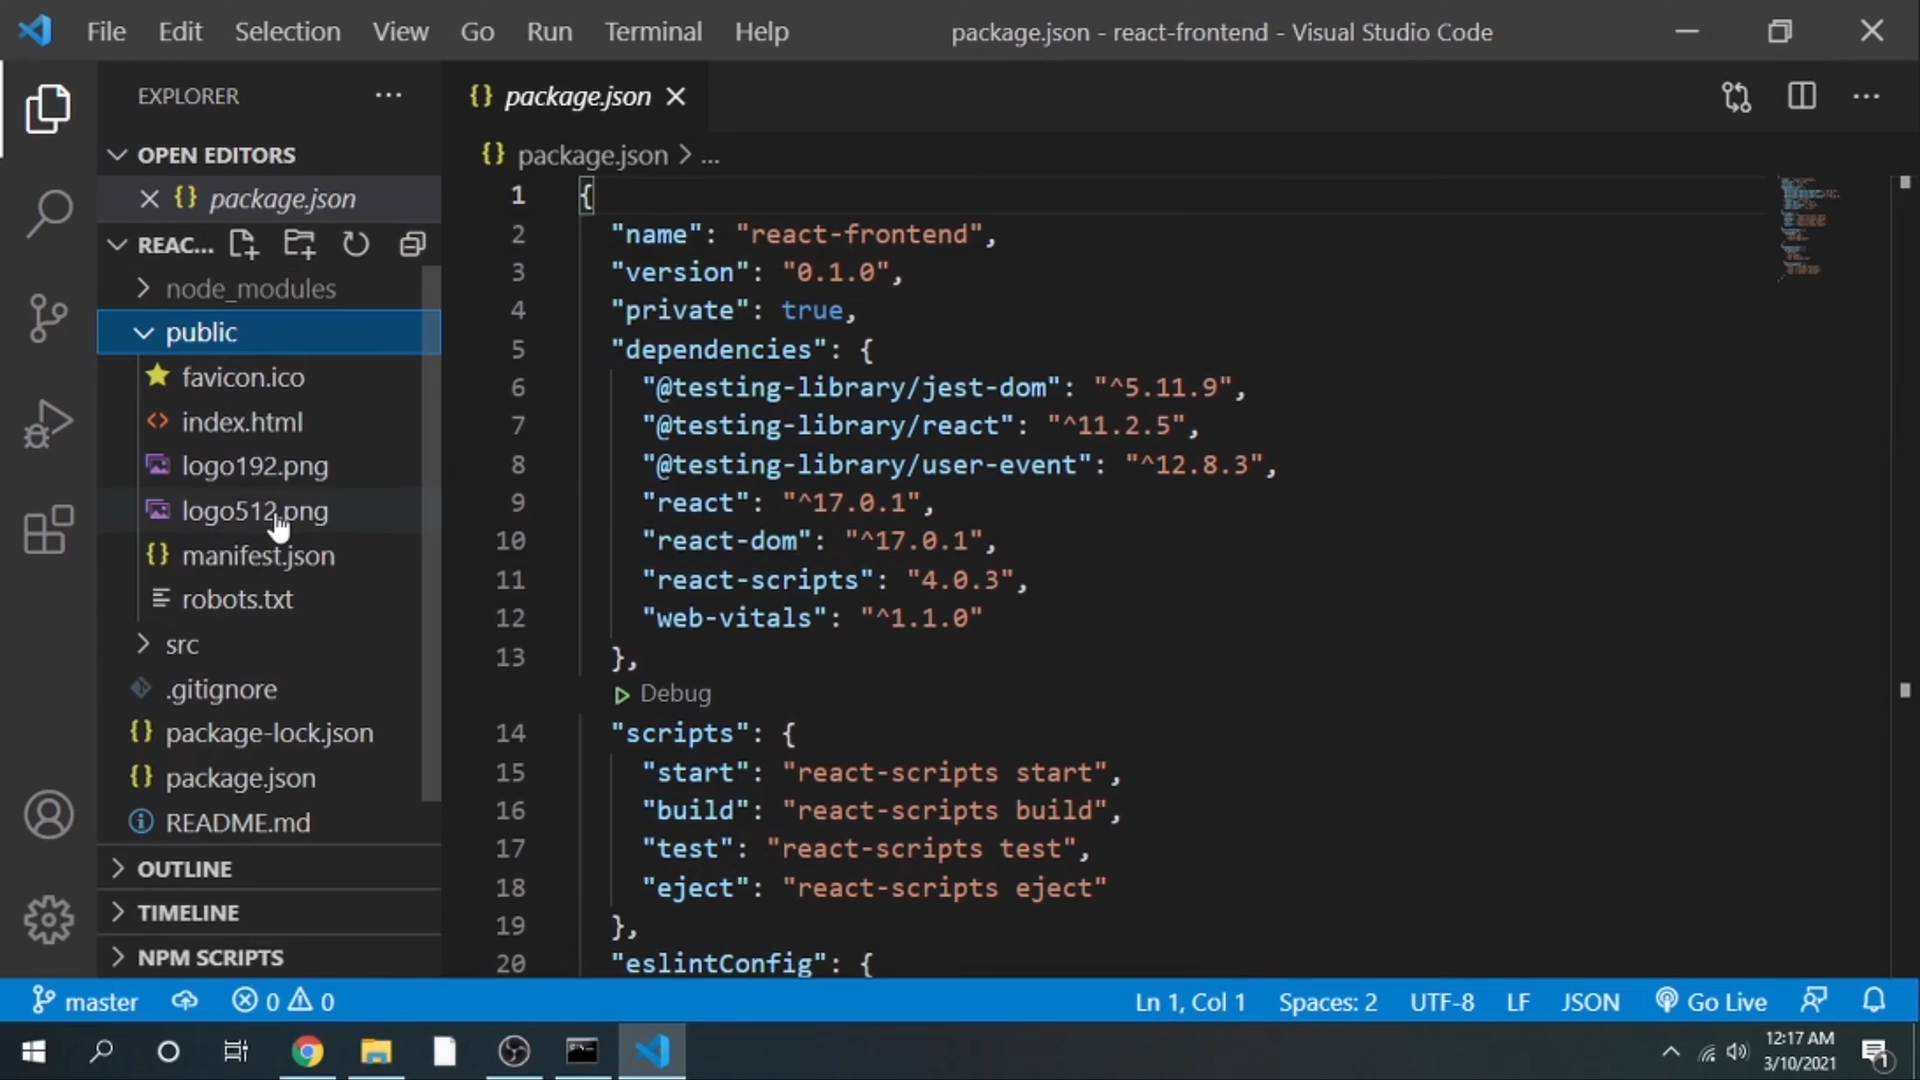 File Edit Selection View Go Run Terminal Help
package.json - react-frontend - Visual Studio Code
EXPLORER
OPEN EDITORS
package.json
REAC...
node_modules
public
favicon.ico
index.html
logo192.png
logo512.png
manifest.json
robots.txt
src
.gitignore
package-lock.json
package.json
README.md
OUTLINE
TIMELINE
NPM SCRIPTS
package.json
package.json > ...
1 {
2 "name": "react-frontend",
3 "version": "0.1.0",
4 "private": true,
5 "dependencies": {
6 "@testing-library/jest-dom": "^5.11.9",
7 "@testing-library/react": "^11.2.5",
8 "@testing-library/user-event": "^12.8.3",
9 "react": "^17.0.1",
10 "react-dom": "^17.0.1",
11 "react-scripts": "4.0.3",
12 "web-vitals": "^1.1.0"
13 },
Debug
14 "scripts": {
15 "start": "react-scripts start",
16 "build": "react-scripts build",
17 "test": "react-scripts test",
18 "eject": "react-scripts eject"
19 },
20 "eslintConfig": {
master 0 0 Ln 1, Col 1 Spaces: 2 UTF-8 LF JSON Go Live
12:17 AM
3/10/2021
1